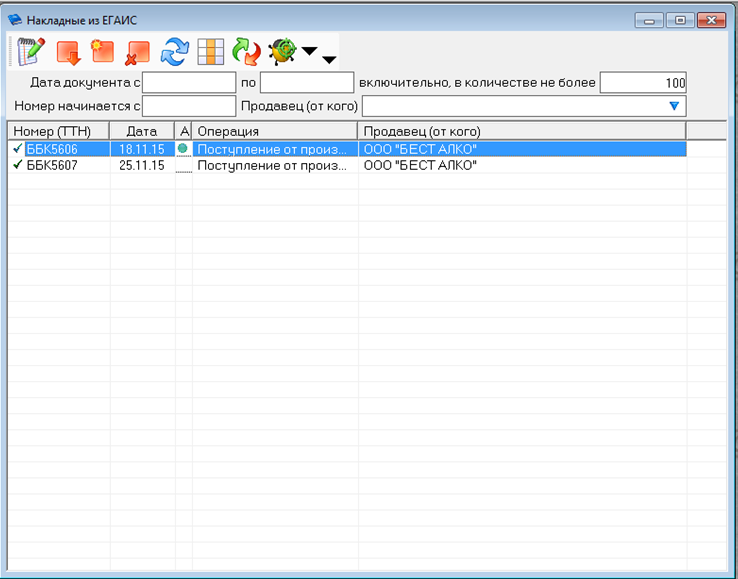 Накладные из ЕГАИС
Дата документа с по включительно, в количестве не более 100
Номер начинается с Продавец (от кого)
Номер (ТТН) Дата А Операция Продавец (от кого)
ББК5606 18.11.15 Поступление от произ... ООО "БЕСТ АЛКО"
ББК5607 25.11.15 Поступление от произ... ООО "БЕСТ АЛКО"